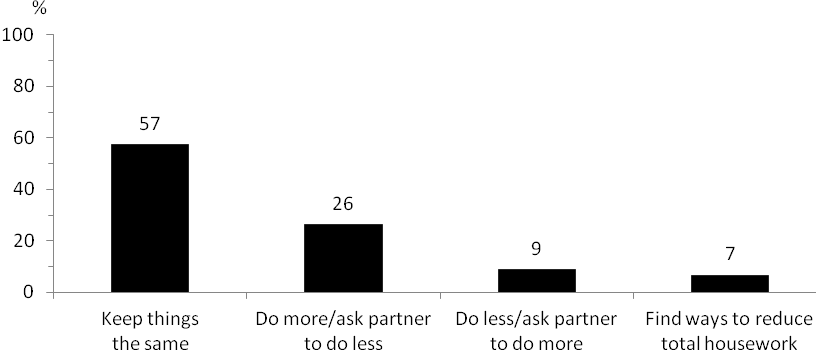 %
100
80
60
40
20
0
57
26
9
7
Keep things
the same
Do more/ask partner
to do less
Do less/ask partner
to do more
Find ways to reduce
total housework